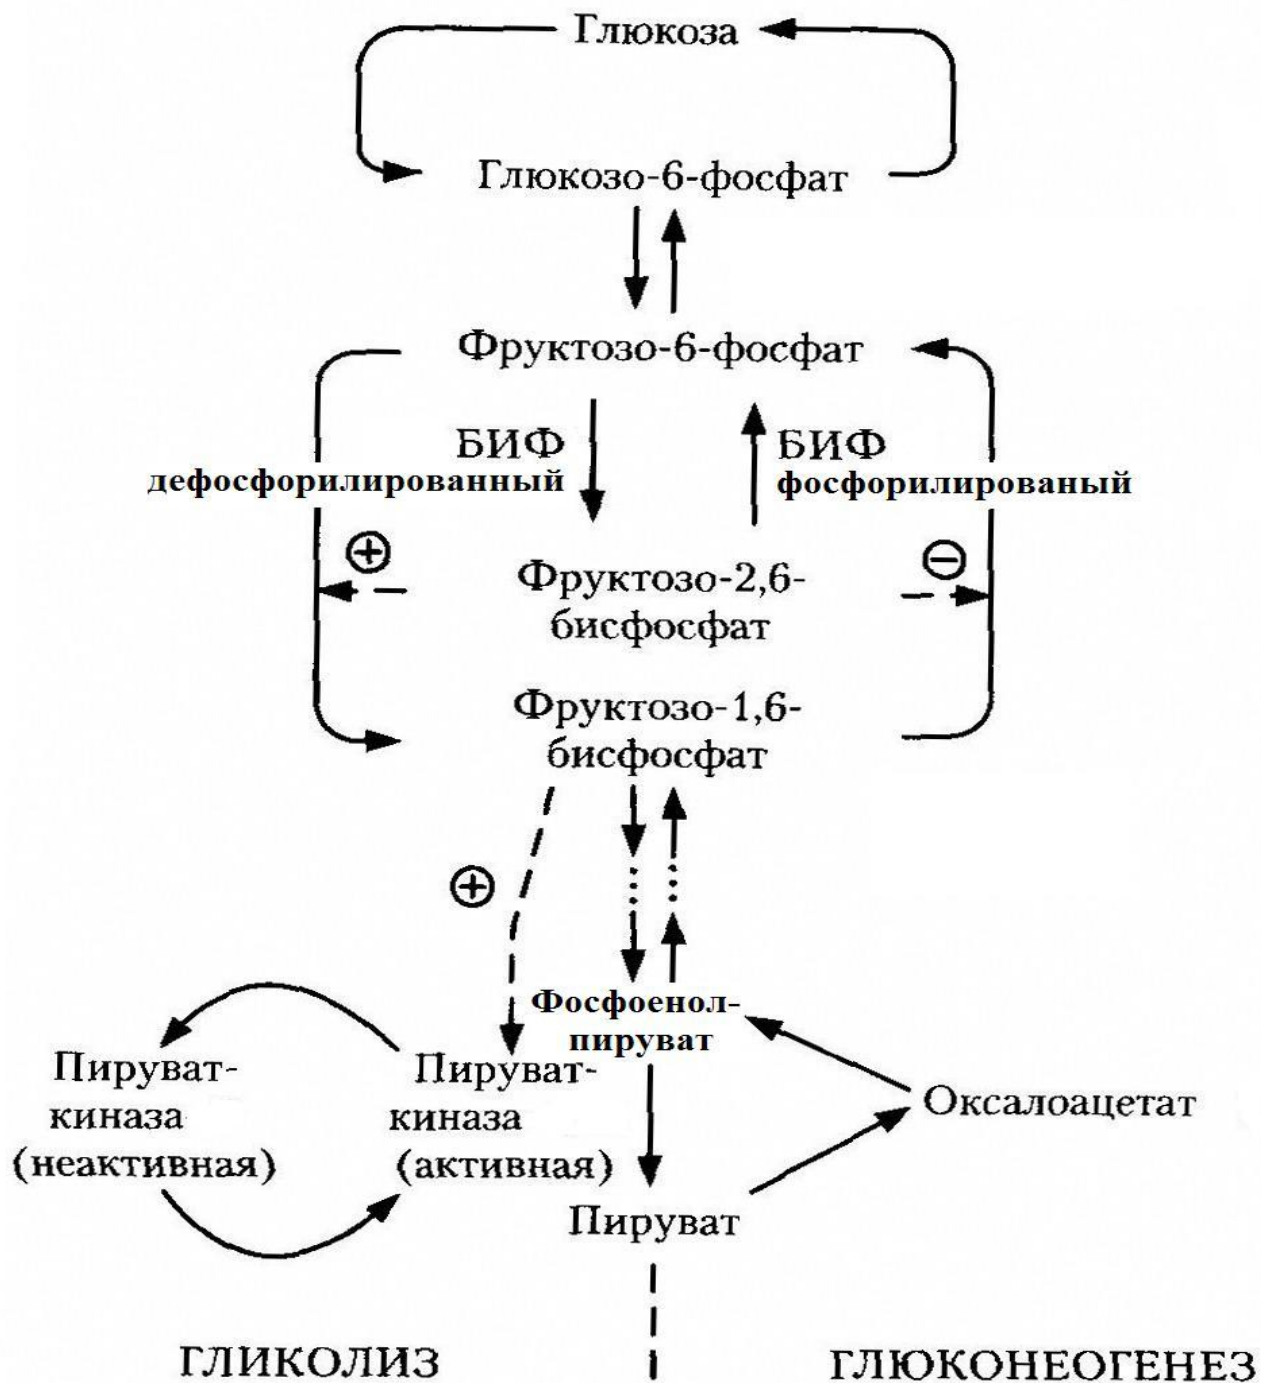 Глюкоза
Глюкозо-6-фосфат
Фруктозо-6-фосфат
БИФ
дефосфорилированный
БИФ
фосфорилированый
+
−
Фруктозо-2,6-
бисфосфат
Фруктозо-1,6-
бисфосфат
+
Фосфоенол-
пируват
Пируват-
киназа
(неактивная)
Пируват-
киназа
(активная)
Оксалоацетат
Пируват
ГЛИКОЛИЗ
ГЛЮКОНЕОГЕНЕЗ